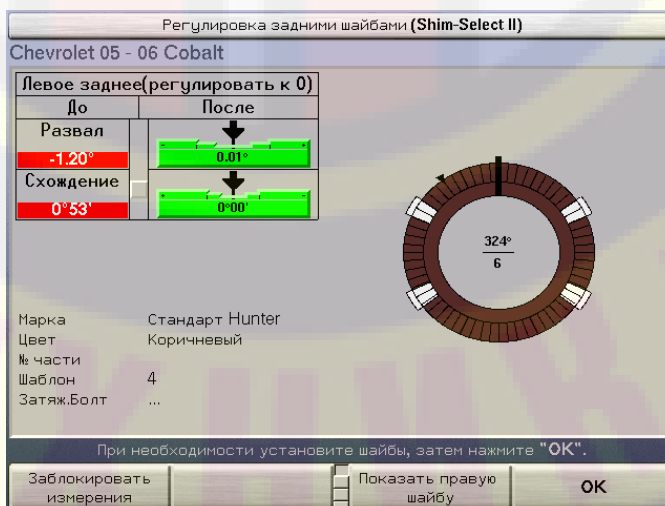 Регулировка задними шайбами (Shim-Select II)
Chevrolet 05 - 06 Cobalt
Левое заднее(регулировать к 0)
До После
Развал
-1.20° 0.01°
Схождение
0°53' 0°00'
324°
6
Марка Стандарт Hunter
Цвет Коричневый
№ части
Шаблон 4
Затяж.Болт ...
При необходимости установите шайбы, затем нажмите "OK".
Заблокировать измерения
Показать правую шайбу
OK